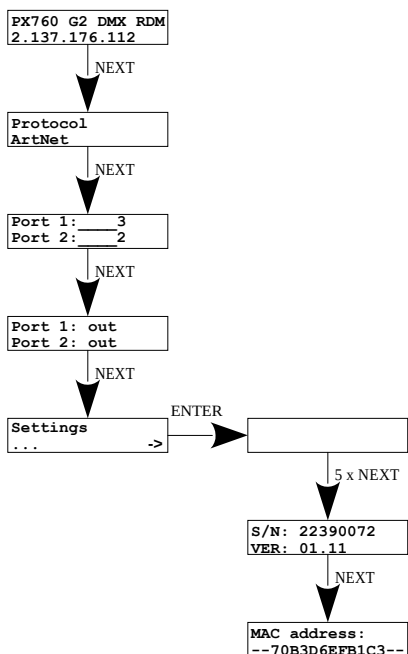 PX760 G2 DMX RDM
2.137.176.112
NEXT
Protocol
ArtNet
NEXT
Port 1:____3
Port 2:____2
NEXT
Port 1: out
Port 2: out
NEXT
Settings
... ->
ENTER
5 x NEXT
S/N: 22390072
VER: 01.11
NEXT
MAC address:
--70B3D6EFB1C3--